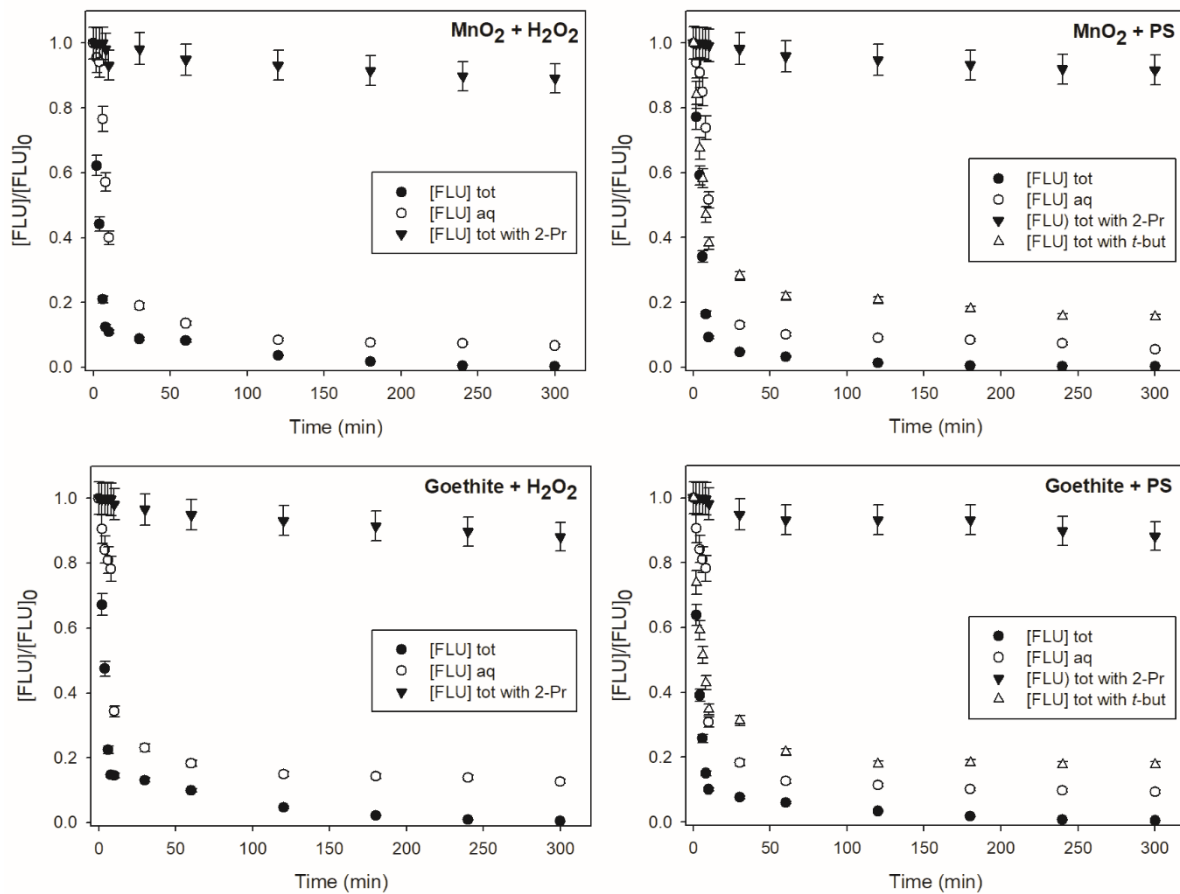 MnO2 + H2O2
1.0
0.8
0.6
0.4
0.2
0.0
[FLU]/[FLU]0
[FLU] tot
[FLU] aq
[FLU] tot with 2-Pr
0 50 100 150 200 250 300
Time (min)
MnO2 + PS
1.0
0.8
0.6
0.4
0.2
0.0
[FLU]/[FLU]0
[FLU] tot
[FLU] aq
[FLU) tot with 2-Pr
[FLU] tot with t-but
0 50 100 150 200 250 300
Time (min)
Goethite + H2O2
1.0
0.8
0.6
0.4
0.2
0.0
[FLU]/[FLU]0
[FLU] tot
[FLU] aq
[FLU] tot with 2-Pr
0 50 100 150 200 250 300
Time (min)
Goethite + PS
1.0
0.8
0.6
0.4
0.2
0.0
[FLU]/[FLU]0
[FLU] tot
[FLU] aq
[FLU) tot with 2-Pr
[FLU] tot with t-but
0 50 100 150 200 250 300
Time (min)